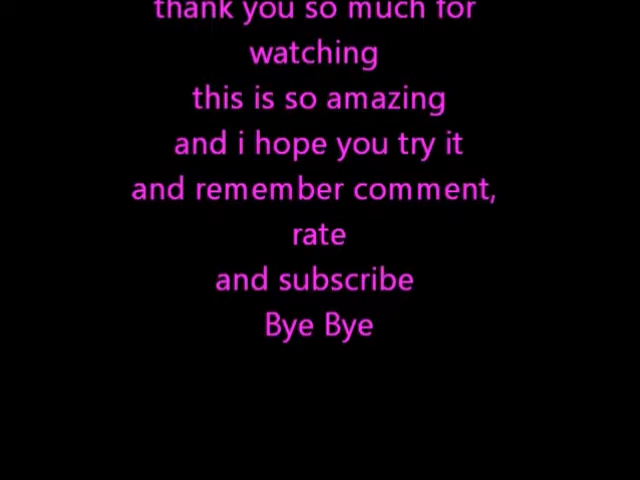 thank you so much for
watching
this is so amazing
and i hope you try it
and remember comment,
rate
and subscribe
Bye Bye